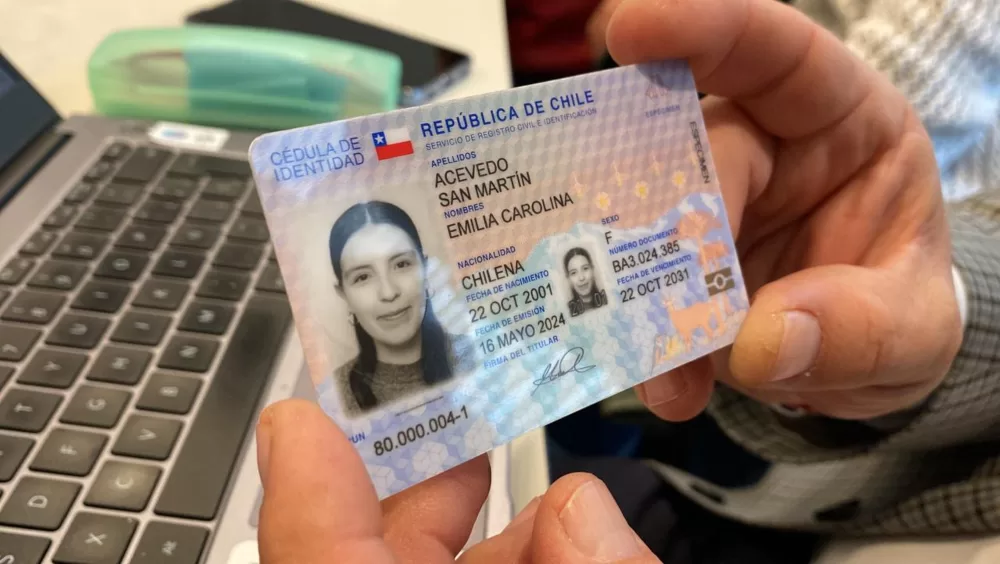 CÉDULA DE
IDENTIDAD
REPÚBLICA DE CHILE
SERVICIO DE REGISTRO CIVIL E IDENTIFICACIÓN
ESPECIMEN
ESPECIMEN
APELLIDOS
ACEVEDO
SAN MARTÍN
NOMBRES
EMILIA CAROLINA
NACIONALIDAD
CHILENA
SEXO
F
FECHA DE NACIMIENTO
22 OCT 2001
NÚMERO DOCUMENTO
BA3.024.385
FECHA DE EMISIÓN
16 MAYO 2024
FECHA DE VENCIMIENTO
22 OCT 2031
FIRMA DEL TITULAR
RUN 80.000.004-1
T
G
B
F
V
D
C
X